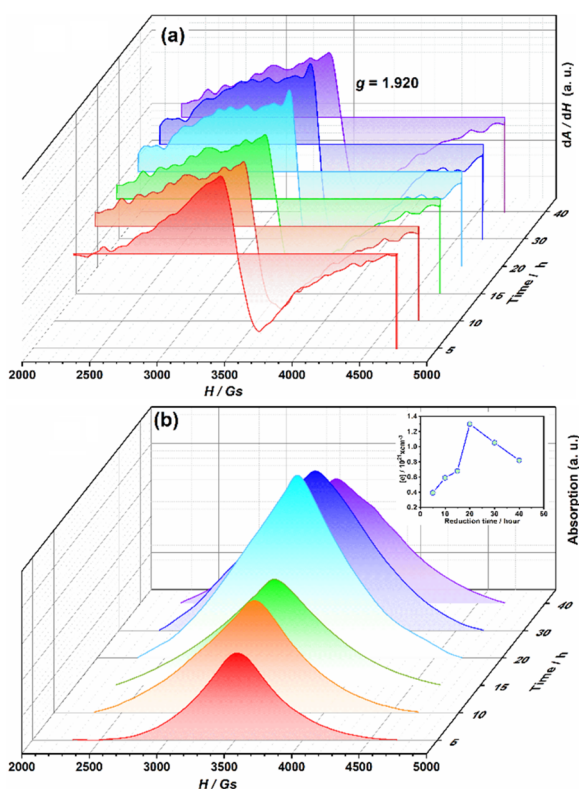 (a)
g = 1.920
dA / dH (a. u.)
40
30
20
15
10
5
Time / h
2000 2500 3000 3500 4000 4500 5000
H / Gs
(b)
1.4
1.2
1.0
0.8
0.6
0.4
0.2
[e] / 10²¹xcm⁻³
0 10 20 30 40 50
Reduction time / hour
Absorption (a. u.)
40
30
20
15
10
5
Time / h
2000 2500 3000 3500 4000 4500 5000
H / Gs